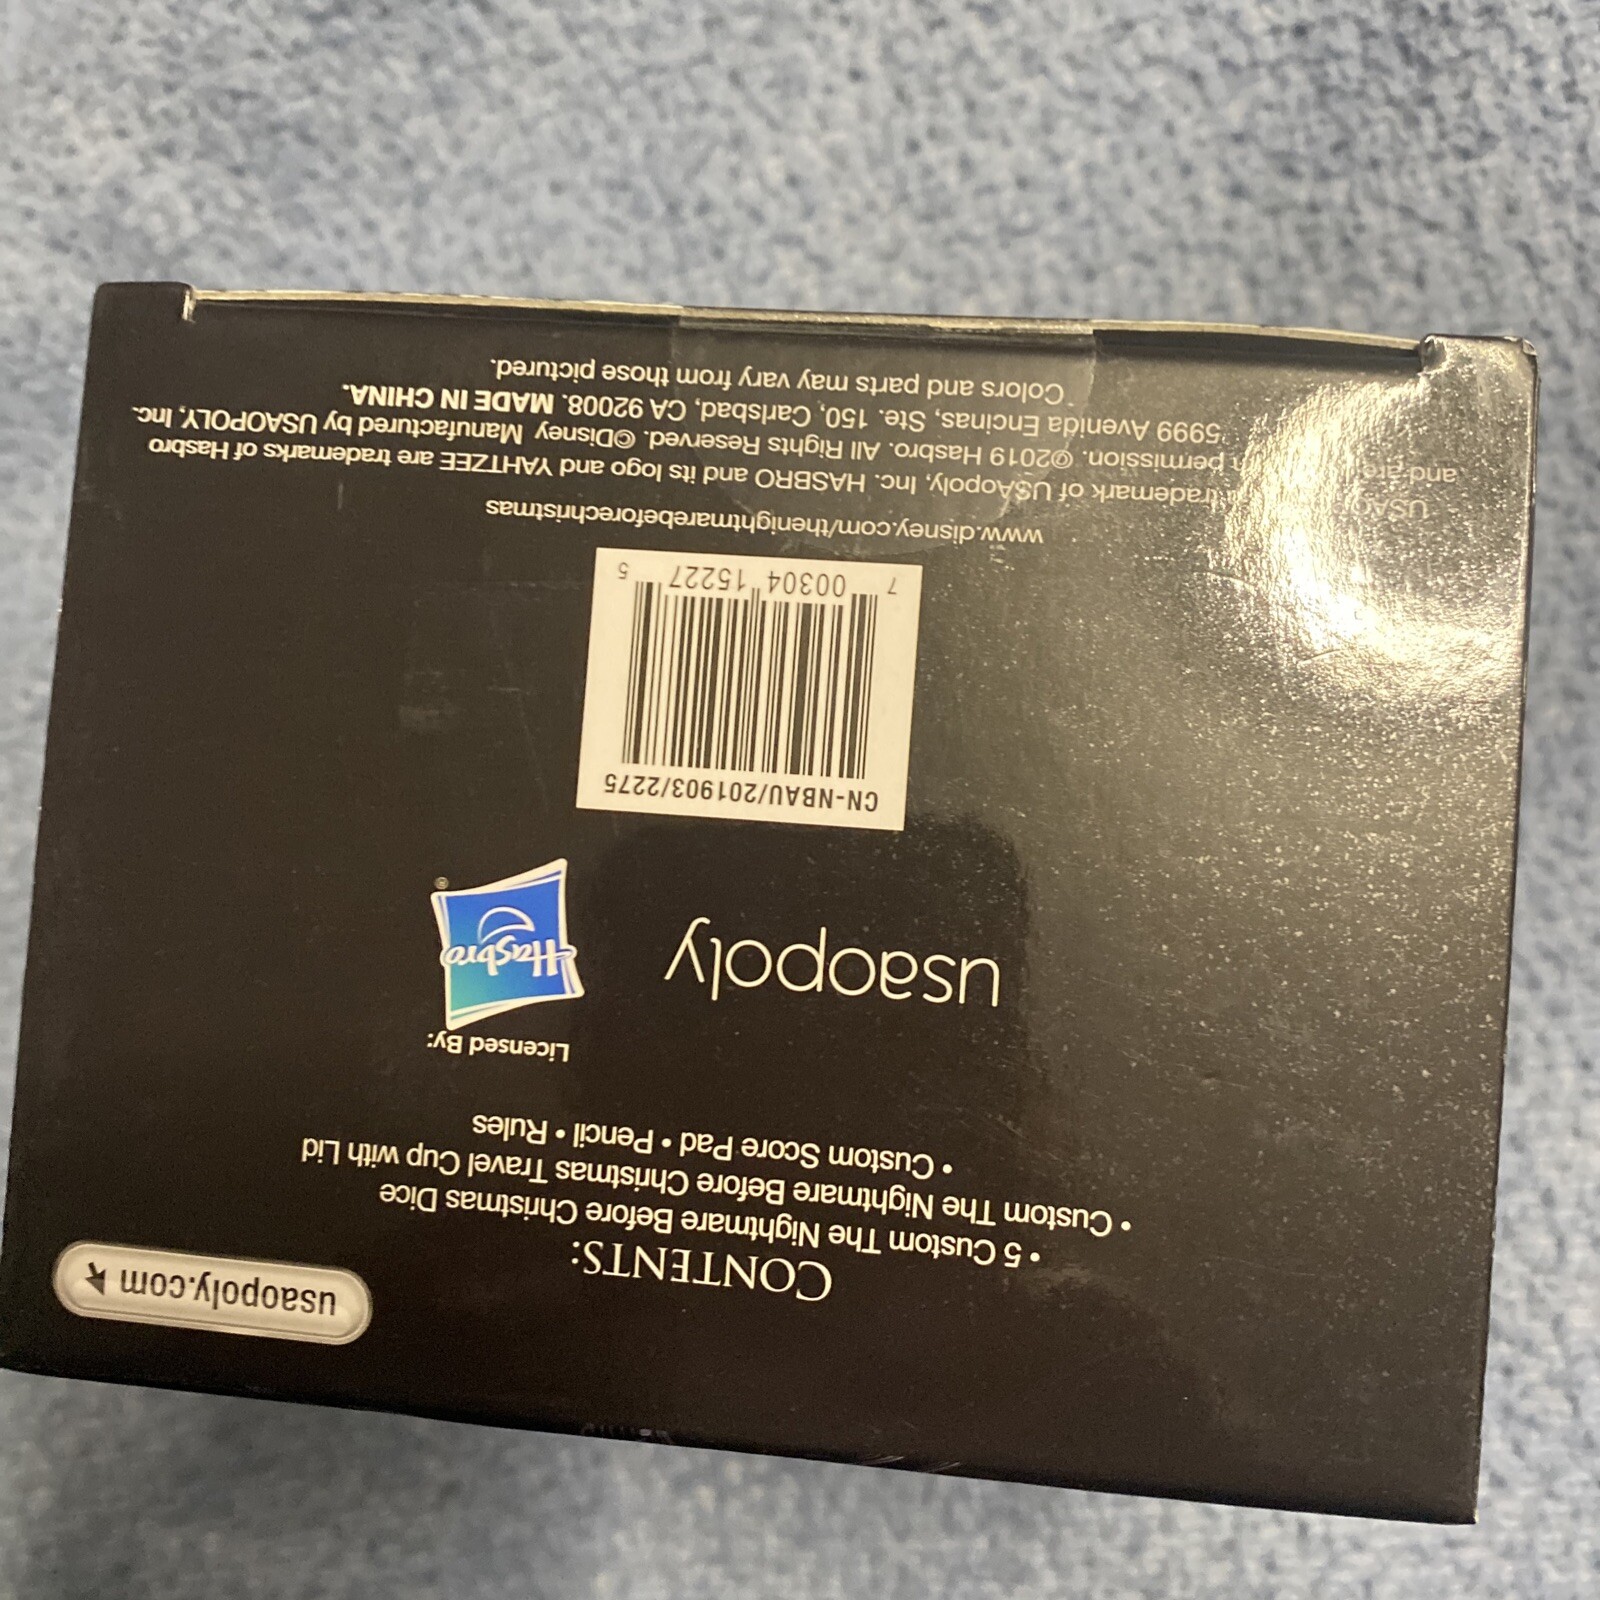 usaopoly.com
CONTENTS:
• 5 Custom The Nightmare Before Christmas Dice
• Custom The Nightmare Before Christmas Travel Cup with Lid
• Custom Score Pad • Pencil • Rules
Licensed By:
usaopoly
Hasbro
®
CN-NBAU/201903/2275
7 00304 15227 5
www.disney.com/thenightmarebeforechristmas
trademark of USAopoly, Inc. HASBRO and its logo and YAHTZEE are trademarks of Hasbro
and are permission. ©2019 Hasbro. All Rights Reserved. ©Disney Manufactured by USAOPOLY, Inc.
5999 Avenida Encinas, Ste. 150, Carlsbad, CA 92008. MADE IN CHINA.
Colors and parts may vary from those pictured.